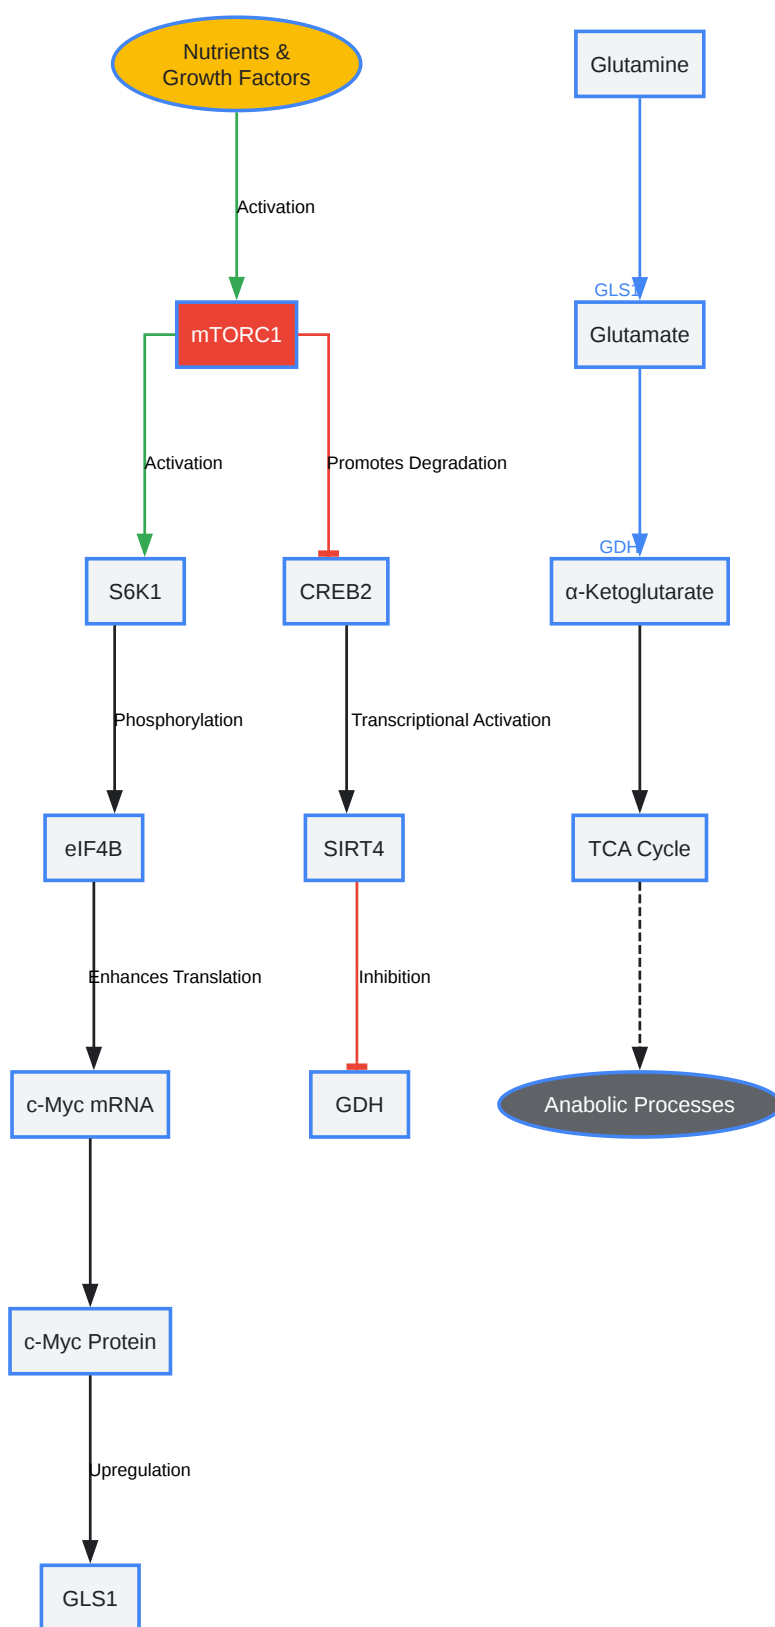 Nutrients &
Growth Factors
Glutamine
Activation
GLS1
mTORC1
Glutamate
Activation
Promotes Degradation
GDH
S6K1
CREB2
α-Ketoglutarate
Phosphorylation
Transcriptional Activation
eIF4B
SIRT4
TCA Cycle
Enhances Translation
Inhibition
c-Myc mRNA
GDH
Anabolic Processes
c-Myc Protein
Upregulation
GLS1